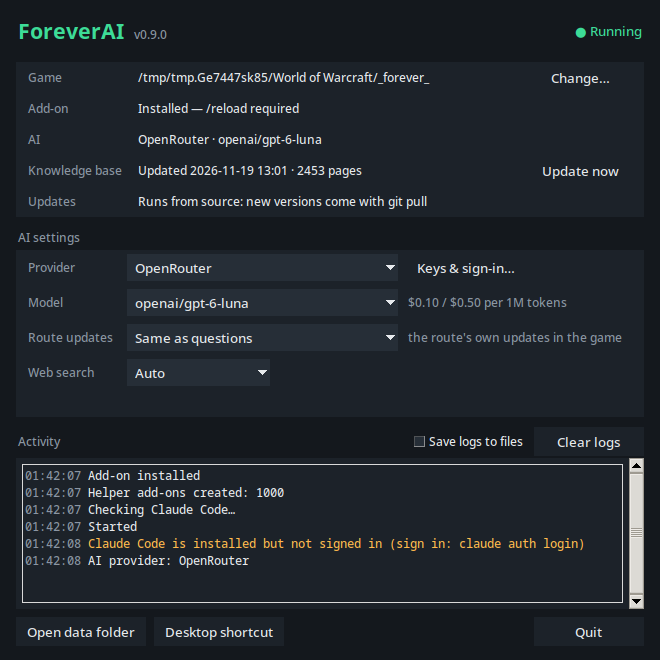 ForeverAI v0.9.0 Running
Game /tmp/tmp.Ge7447sk85/World of Warcraft/_forever_ Change...
Add-on Installed — /reload required
AI OpenRouter · openai/gpt-6-luna
Knowledge base Updated 2026-11-19 13:01 · 2453 pages Update now
Updates Runs from source: new versions come with git pull
AI settings
Provider OpenRouter Keys & sign-in...
Model openai/gpt-6-luna $0.10 / $0.50 per 1M tokens
Route updates Same as questions the route's own updates in the game
Web search Auto
Activity Save logs to files Clear logs
01:42:07 Add-on installed
01:42:07 Helper add-ons created: 1000
01:42:07 Checking Claude Code…
01:42:07 Started
01:42:08 Claude Code is installed but not signed in (sign in: claude auth login)
01:42:08 AI provider: OpenRouter
Open data folder Desktop shortcut Quit